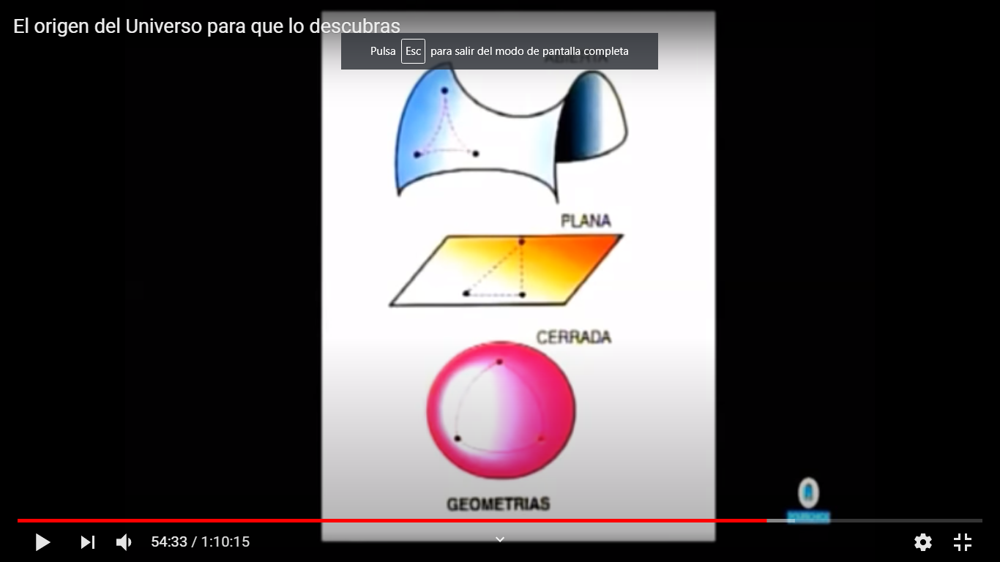 El origen del Universo para que lo descubras
Pulsa Esc para salir del modo de pantalla completa
ABIERTA
PLANA
CERRADA
GEOMETRIAS
54:33 / 1:10:15